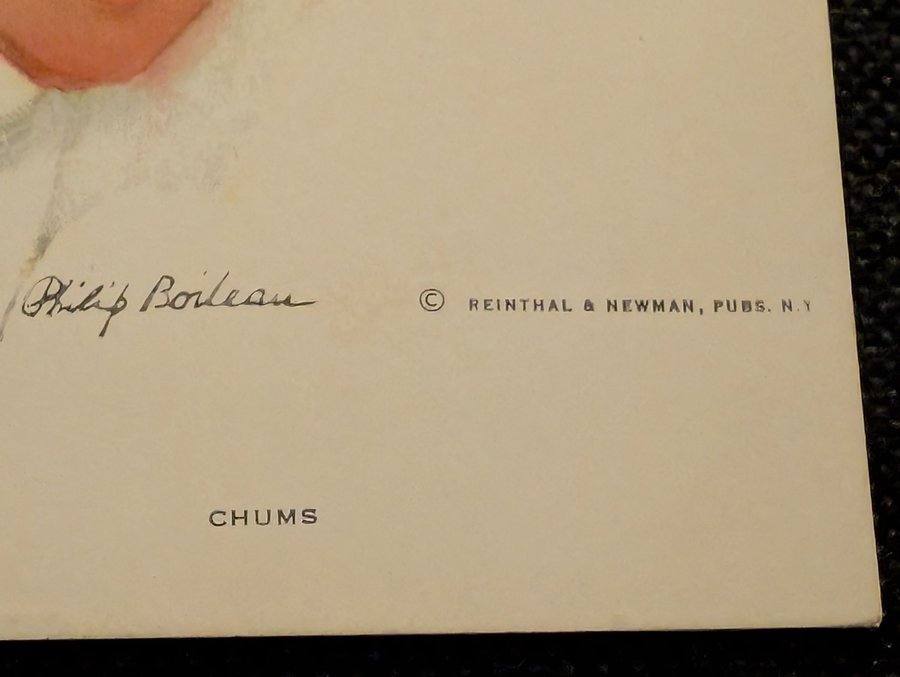 Philip Boileau
© REINTHAL & NEWMAN, PUBS. N.Y
CHUMS